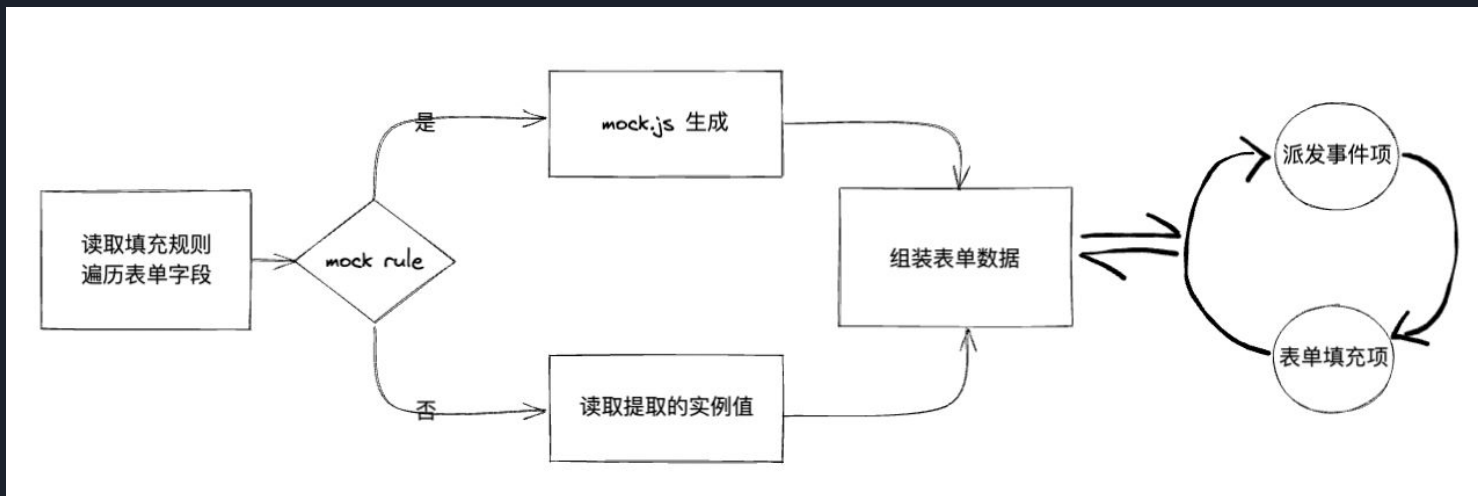 是
mock.js 生成
派发事件项
读取填充规则
遍历表单字段
mock rule
组装表单数据
否
读取提取的实例值
表单填充项